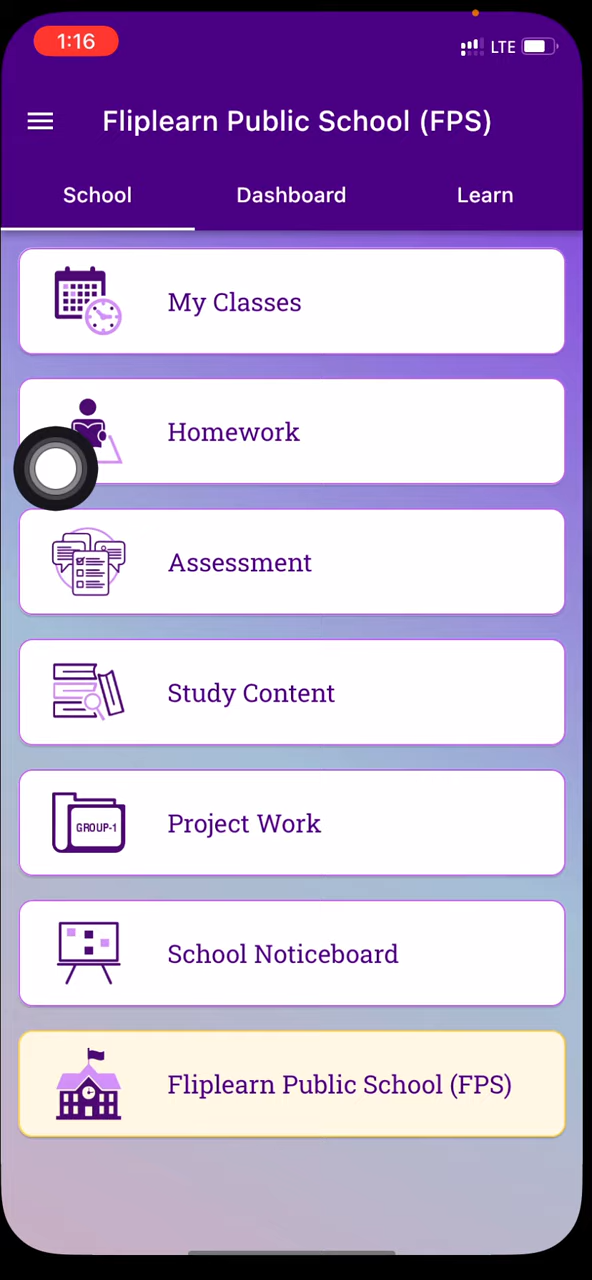 1:16
LTE
Fliplearn Public School (FPS)
School Dashboard Learn
My Classes
Homework
Assessment
Study Content
GROUP-1
Project Work
School Noticeboard
Fliplearn Public School (FPS)